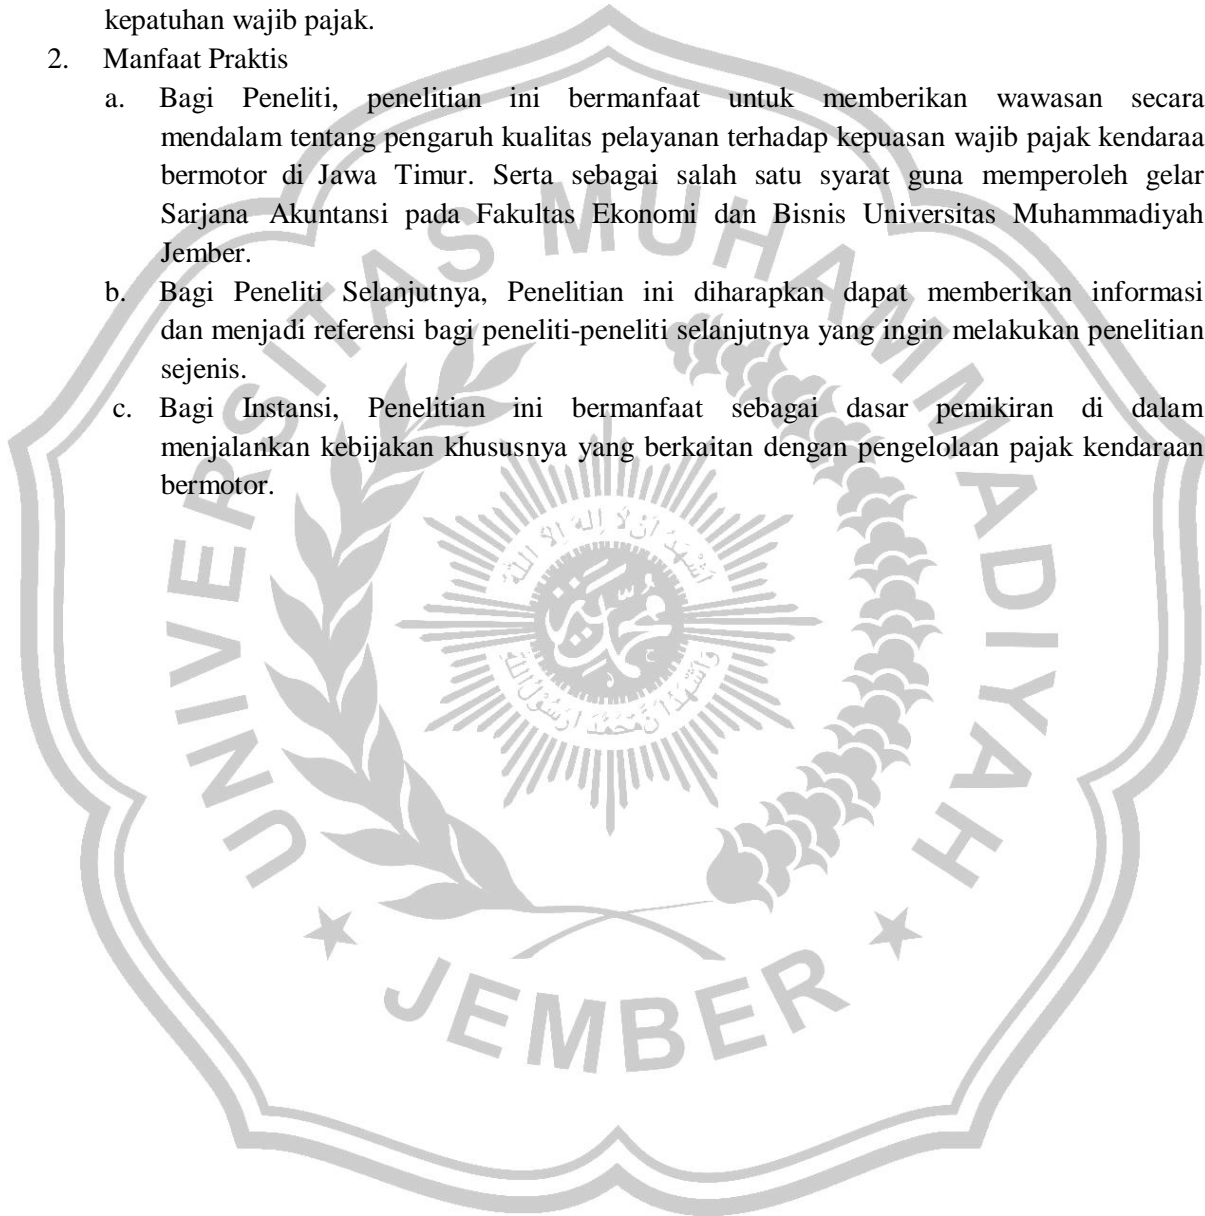 kepatuhan wajib pajak.
2. Manfaat Praktis
a. Bagi Peneliti, penelitian ini bermanfaat untuk memberikan wawasan secara
mendalam tentang pengaruh kualitas pelayanan terhadap kepuasan wajib pajak kendaraa
bermotor di Jawa Timur. Serta sebagai salah satu syarat guna memperoleh gelar
Sarjana Akuntansi pada Fakultas Ekonomi dan Bisnis Universitas Muhammadiyah
Jember.
b. Bagi Peneliti Selanjutnya, Penelitian ini diharapkan dapat memberikan informasi
dan menjadi referensi bagi peneliti-peneliti selanjutnya yang ingin melakukan penelitian
sejenis.
c. Bagi Instansi, Penelitian ini bermanfaat sebagai dasar pemikiran di dalam
menjalankan kebijakan khususnya yang berkaitan dengan pengelolaan pajak kendaraan
bermotor.
UNIVERSITAS MUHAMMADIYAH
JEMBER